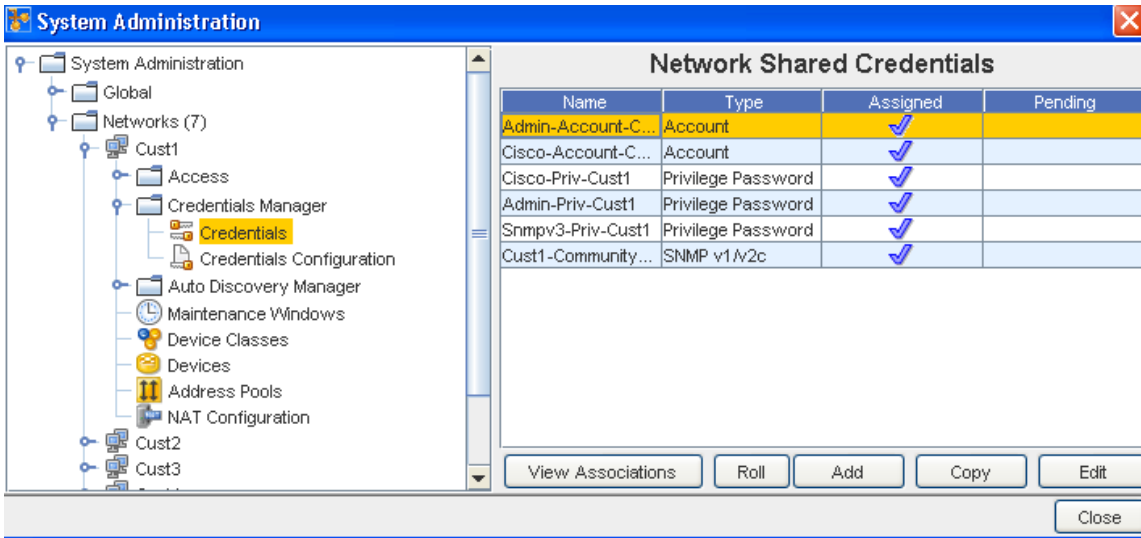 System Administration
System Administration
Global
Networks (7)
Cust1
Access
Credentials Manager
Credentials
Credentials Configuration
Auto Discovery Manager
Maintenance Windows
Device Classes
Devices
Address Pools
NAT Configuration
Cust2
Cust3
Network Shared Credentials
Name Type Assigned Pending
Admin-Account-C... Account
Cisco-Account-C... Account
Cisco-Priv-Cust1 Privilege Password
Admin-Priv-Cust1 Privilege Password
Snmpv3-Priv-Cust1 Privilege Password
Cust1-Community... SNMP v1/v2c
View Associations Roll Add Copy Edit
Close